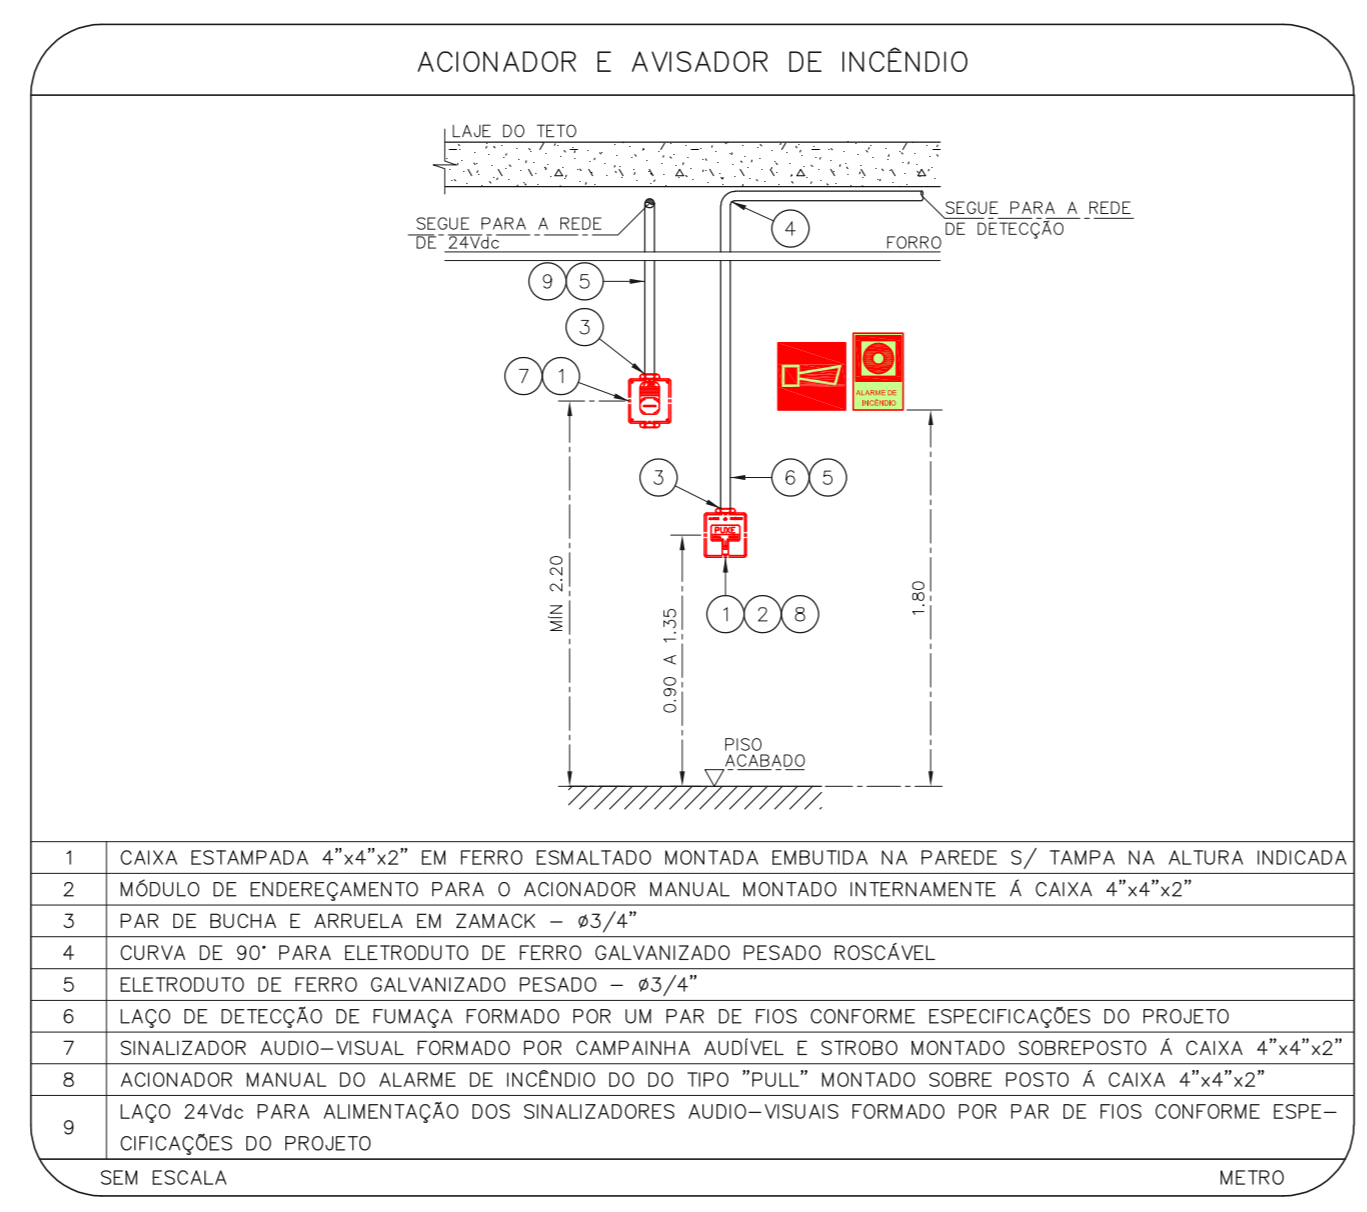 ACIONADOR E AVISADOR DE INCÊNDIO
LAJE DO TETO
SEGUE PARA A REDE
DE 24Vdc
SEGUE PARA A REDE
DE DETECÇÃO
4
FORRO
9 5
3
7 1
ALARME DE
INCÊNDIO
3
6 5
PUXE
MÍN 2.20
0.90 A 1.35
1.80
1 2 8
PISO
ACABADO
1 CAIXA ESTAMPADA 4"x4"x2" EM FERRO ESMALTADO MONTADA EMBUTIDA NA PAREDE S/ TAMPA NA ALTURA INDICADA
2 MÓDULO DE ENDEREÇAMENTO PARA O ACIONADOR MANUAL MONTADO INTERNAMENTE Á CAIXA 4"x4"x2"
3 PAR DE BUCHA E ARRUELA EM ZAMACK – ø3/4"
4 CURVA DE 90° PARA ELETRODUTO DE FERRO GALVANIZADO PESADO ROSCÁVEL
5 ELETRODUTO DE FERRO GALVANIZADO PESADO – ø3/4"
6 LAÇO DE DETECÇÃO DE FUMAÇA FORMADO POR UM PAR DE FIOS CONFORME ESPECIFICAÇÕES DO PROJETO
7 SINALIZADOR AUDIO–VISUAL FORMADO POR CAMPAINHA AUDÍVEL E STROBO MONTADO SOBREPOSTO Á CAIXA 4"x4"x2"
8 ACIONADOR MANUAL DO ALARME DE INCÊNDIO DO DO TIPO "PULL" MONTADO SOBRE POSTO Á CAIXA 4"x4"x2"
9 LAÇO 24Vdc PARA ALIMENTAÇÃO DOS SINALIZADORES AUDIO–VISUAIS FORMADO POR PAR DE FIOS CONFORME ESPE–
CIFICAÇÕES DO PROJETO
SEM ESCALA
METRO